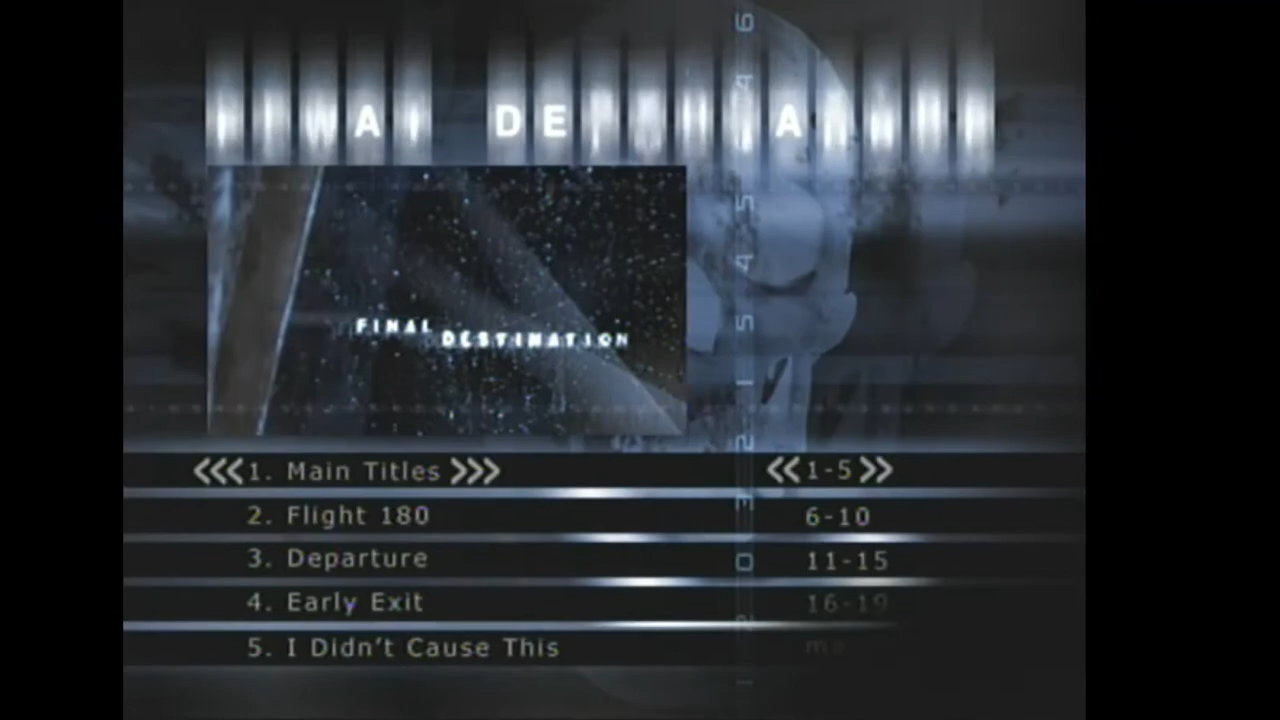 FINAL DESTINATION
<<<1. Main Titles>>> <<1-5>>
2. Flight 180 6-10
3. Departure 11-15
4. Early Exit 16-19
5. I Didn't Cause This